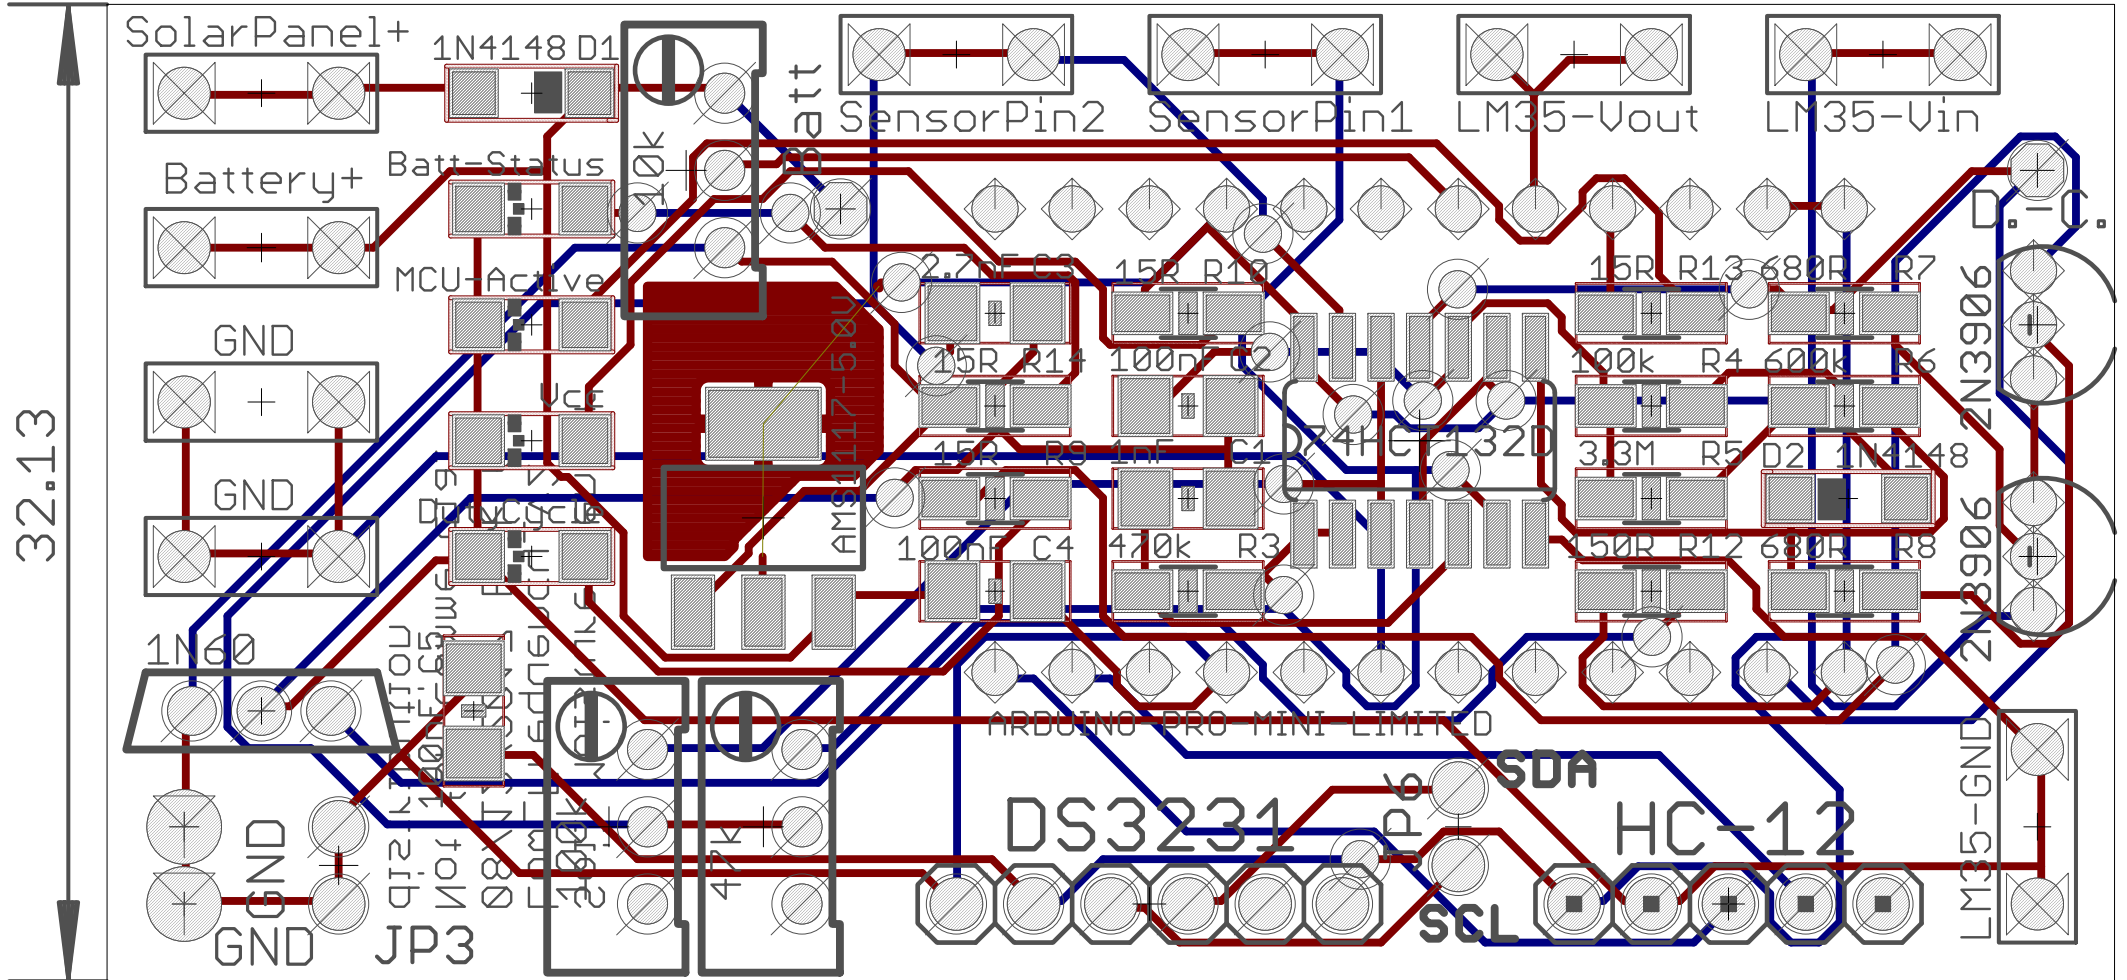 SolarPanel+
1N4148 D1
10k
Batt
SensorPin2
SensorPin1
LM35-Vout
LM35-Vin
Battery+
Batt-Status
D.-C.
MCU-Active
2.7nF C3
15R R10
15R R13
680R R7
GND
AMS1117-5.0V
15R R14
100nF C2
100k R4
600k R6
2N3906
Vcc
74HCT132D
32.13
15R R9
1nF C1
3.3M R5
D2 1N4148
GND
DutyCycle
100nF C4
470k R3
150R R12
680R R8
2N3906
1N60
ARDUINO-PRO-MINI-LIMITED
SDA
LM35-GND
DS3231
JP6
HC-12
GND
100k
47k
Not
SCL
GND
JP3